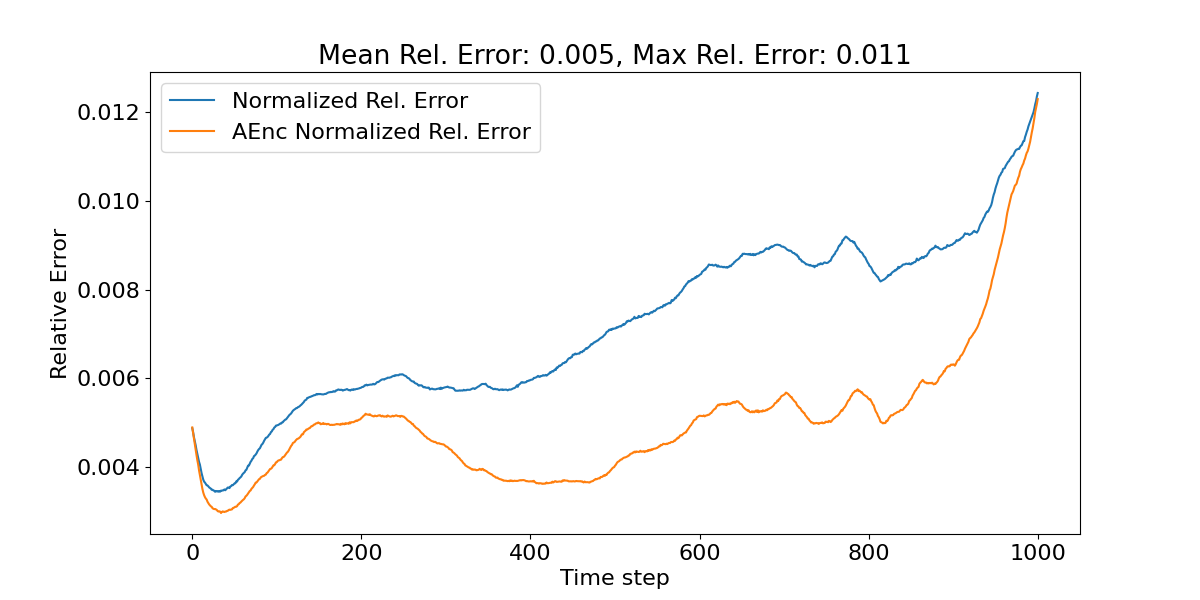 Mean Rel. Error: 0.005, Max Rel. Error: 0.011
Normalized Rel. Error
AEnc Normalized Rel. Error
0.012
0.010
0.008
0.006
0.004
Relative Error
0 200 400 600 800 1000
Time step